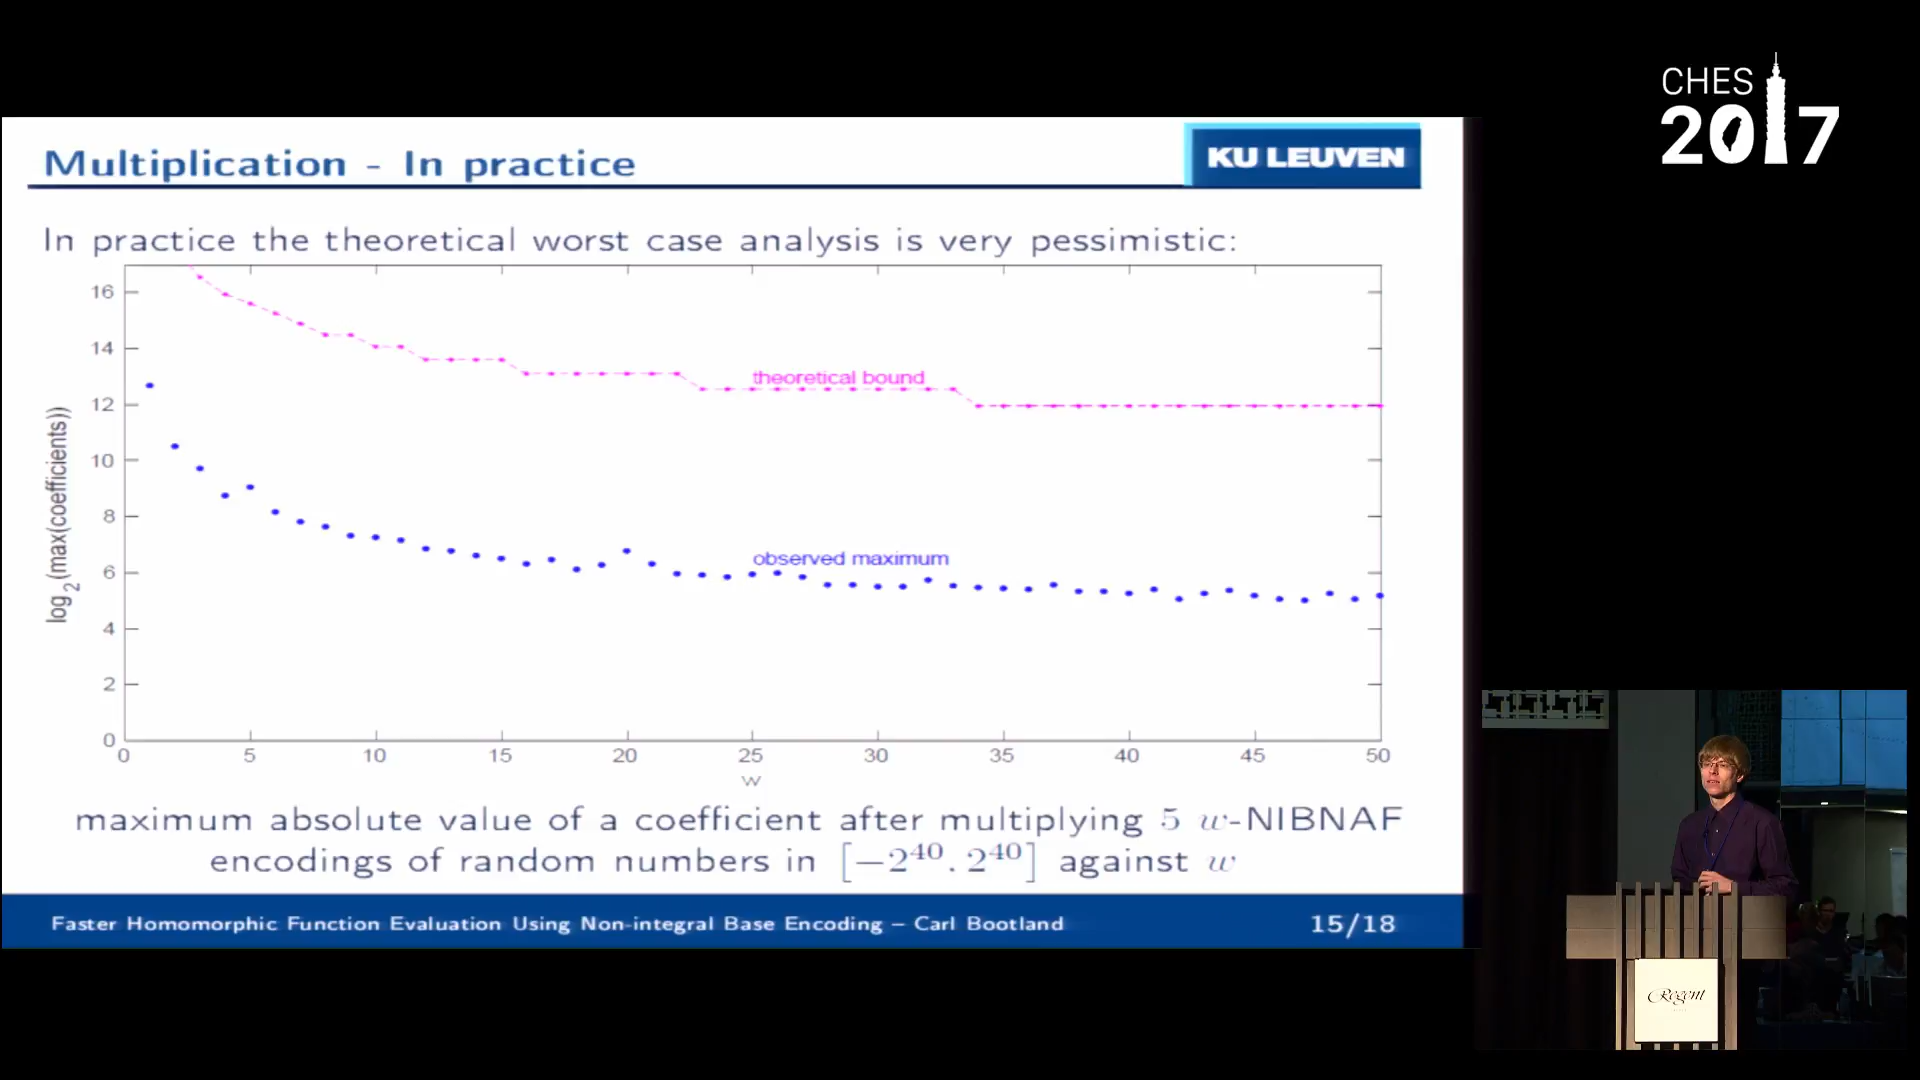 CHES
2017
Multiplication - In practice
KU LEUVEN
In practice the theoretical worst case analysis is very pessimistic:
16
14
12
10
8
6
4
2
0
log2(max(coefficients))
theoretical bound
observed maximum
0 5 10 15 20 25 30 35 40 45 50
w
maximum absolute value of a coefficient after multiplying 5 w-NIBNAF
encodings of random numbers in [−2^40, 2^40] against w
Faster Homomorphic Function Evaluation Using Non-integral Base Encoding – Carl Bootland 15/18
Regent